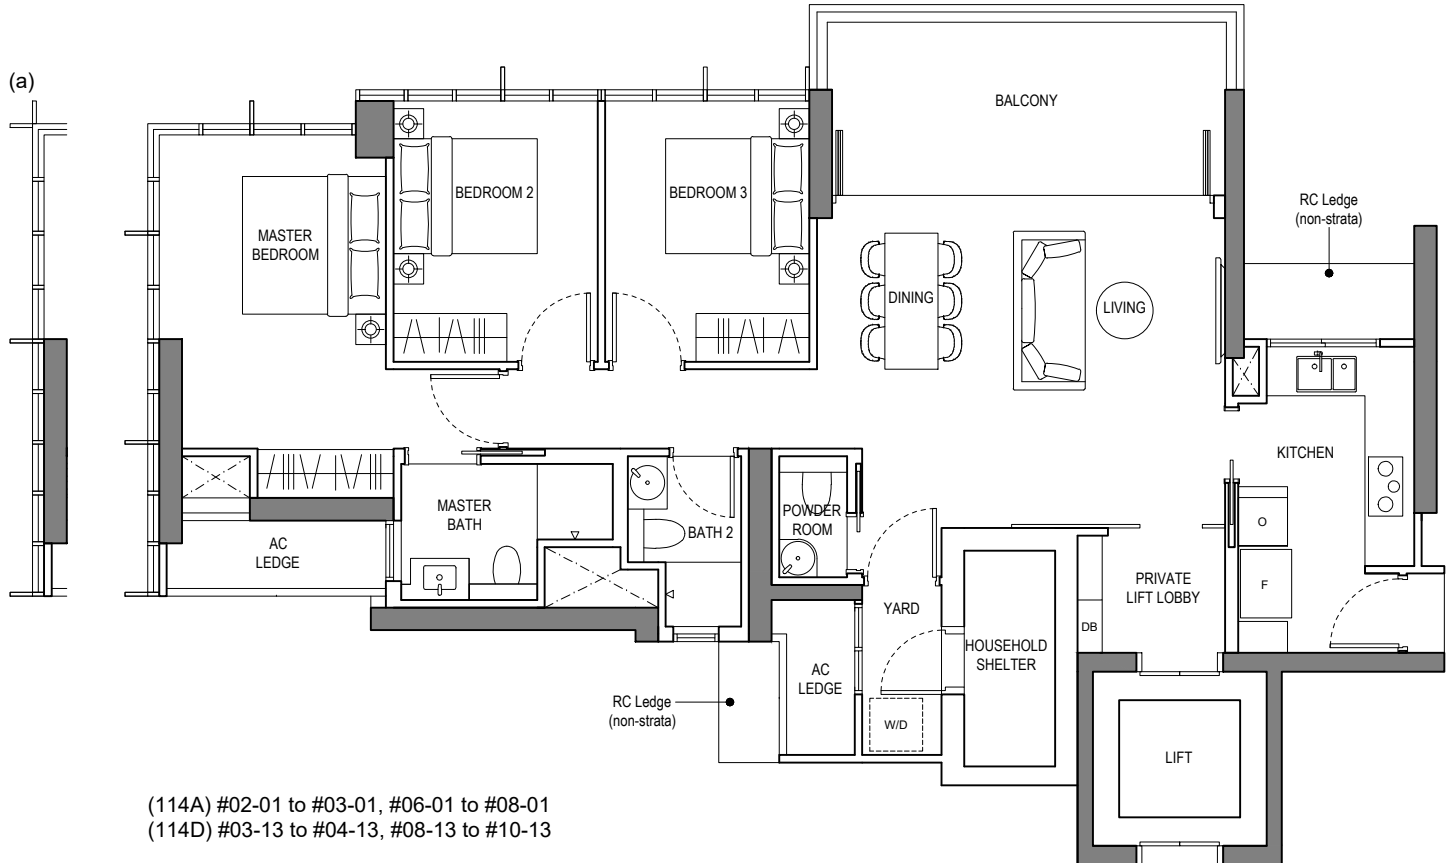 (a)
BALCONY
BEDROOM 2
BEDROOM 3
MASTER
BEDROOM
RC Ledge
(non-strata)
DINING
LIVING
KITCHEN
MASTER
BATH
BATH 2
POWDER
ROOM
O
AC
LEDGE
PRIVATE
LIFT LOBBY
F
YARD
DB
HOUSEHOLD
SHELTER
AC
LEDGE
RC Ledge
(non-strata)
W/D
LIFT
(114A) #02-01 to #03-01, #06-01 to #08-01
(114D) #03-13 to #04-13, #08-13 to #10-13